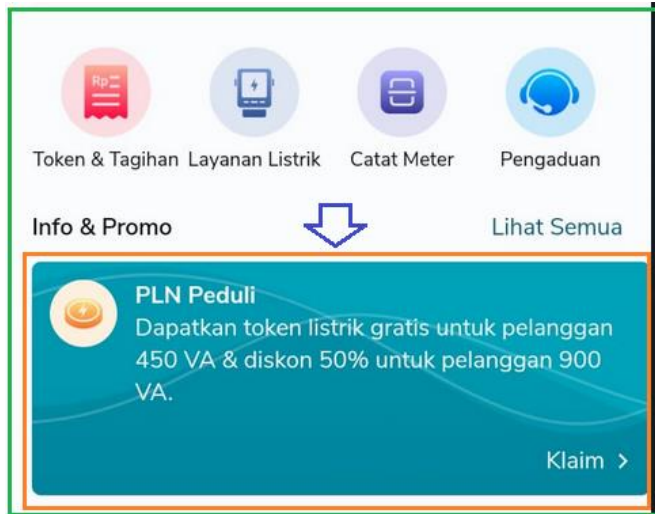 Rp
Token & Tagihan Layanan Listrik Catat Meter Pengaduan
Info & Promo Lihat Semua
PLN Peduli
Dapatkan token listrik gratis untuk pelanggan
450 VA & diskon 50% untuk pelanggan 900
VA.
Klaim >